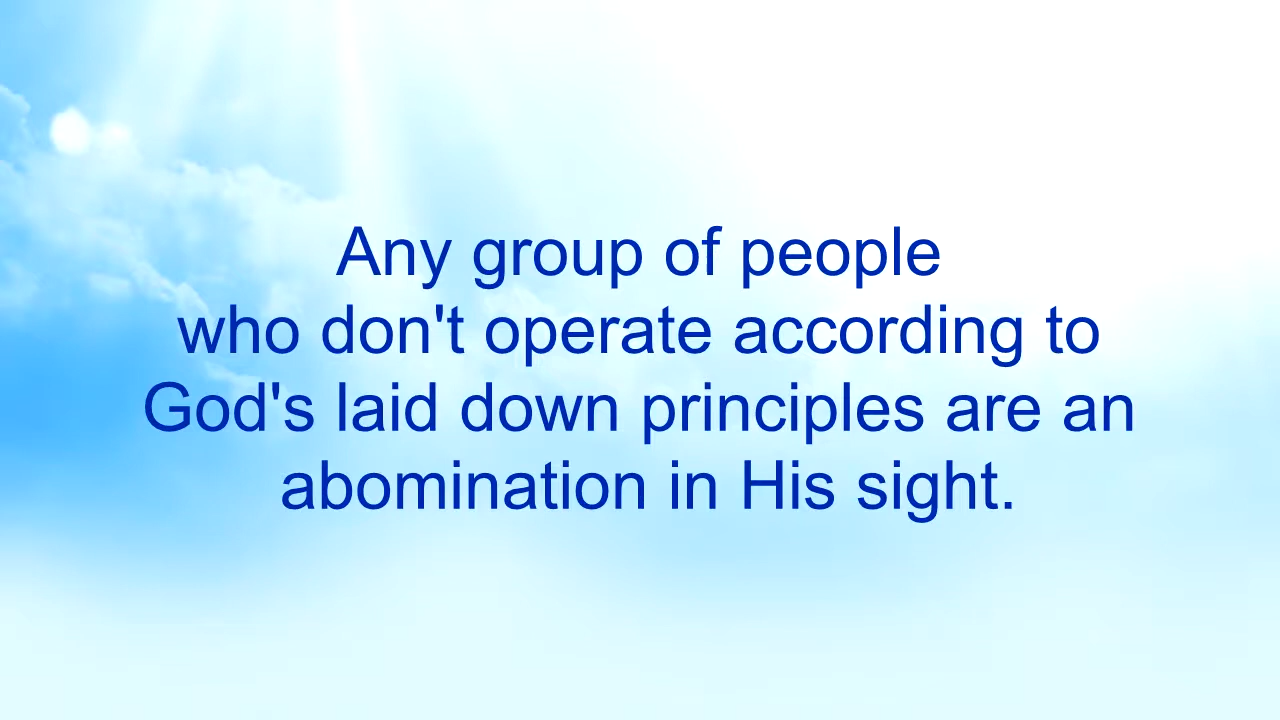 Any group of people
who don't operate according to
God's laid down principles are an
abomination in His sight.